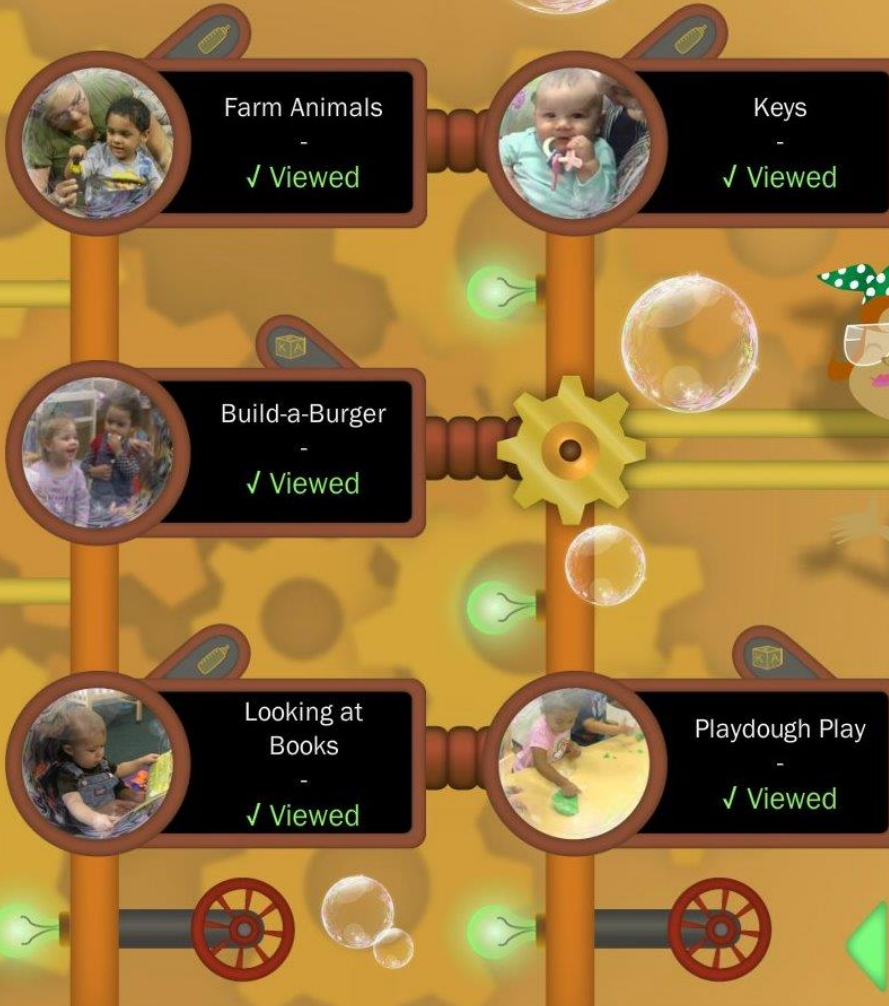 Farm Animals
-
√ Viewed
Keys
-
√ Viewed
Build-a-Burger
-
√ Viewed
Looking at
Books
-
√ Viewed
Playdough Play
-
√ Viewed
K A
K A